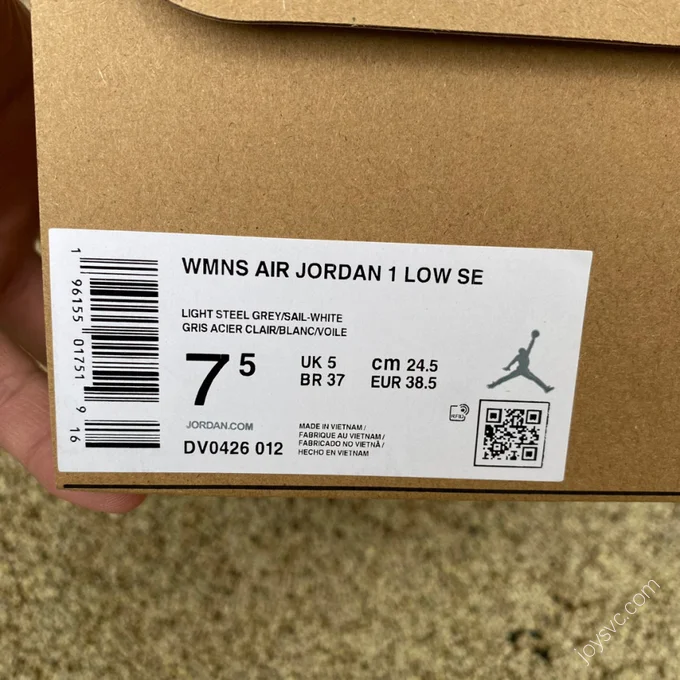 WMNS AIR JORDAN 1 LOW SE
LIGHT STEEL GREY/SAIL-WHITE
GRIS ACIER CLAIR/BLANC/VOILE
7 5
UK 5
BR 37
cm 24.5
EUR 38.5
JORDAN.COM
DV0426 012
MADE IN VIETNAM /
FABRIQUE AU VIETNAM /
FABRICADO NO VIETNÃ /
HECHO EN VIETNAM
1 96155 01751 9 16
joysvc.com